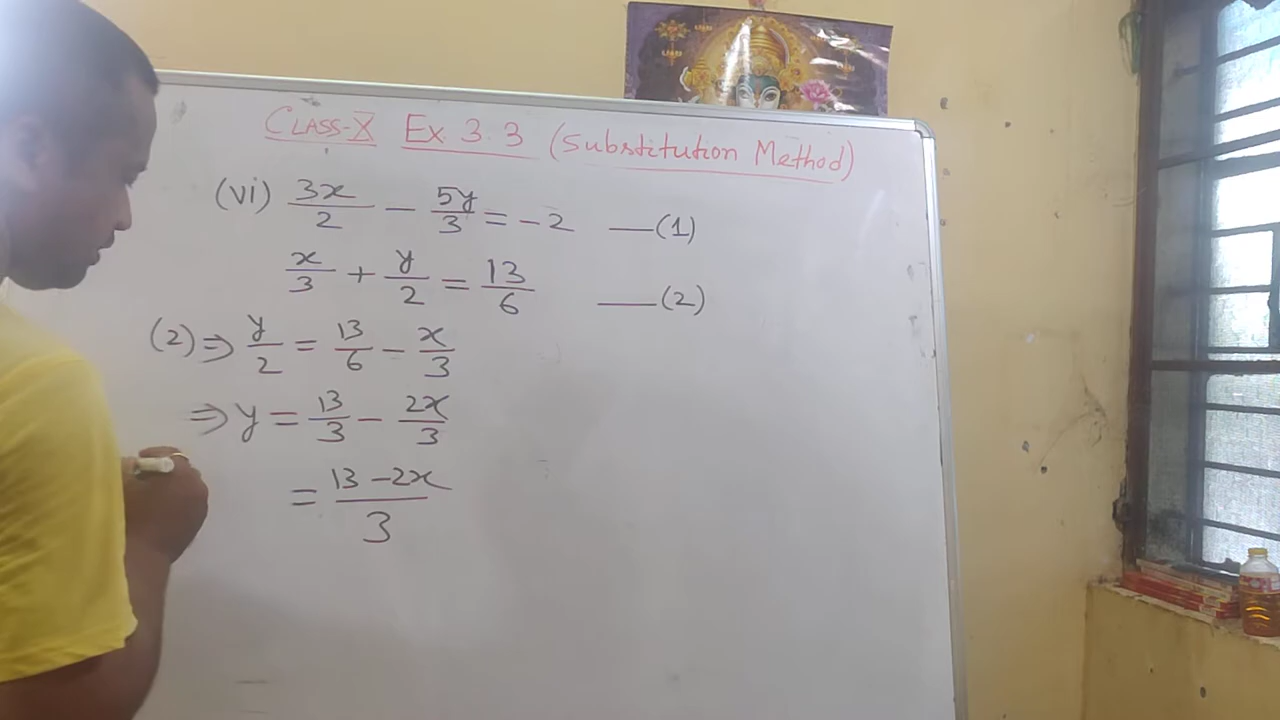 CLASS-X Ex 3.3 (Substitution Method)
(vi) 3x/2 - 5y/3 = -2 —(1)
x/3 + y/2 = 13/6 —(2)
(2) ⇒ y/2 = 13/6 - x/3
⇒ y = 13/3 - 2x/3
= 13 - 2x/3